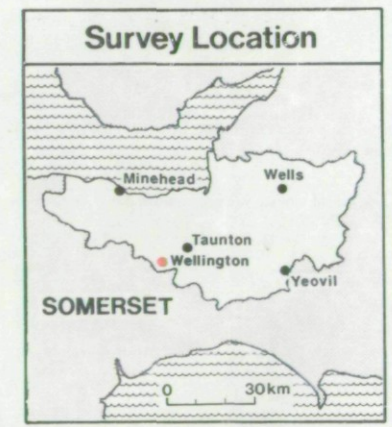 Survey Location
Minehead
Wells
Taunton
Wellington
Yeovil
SOMERSET
0 30km